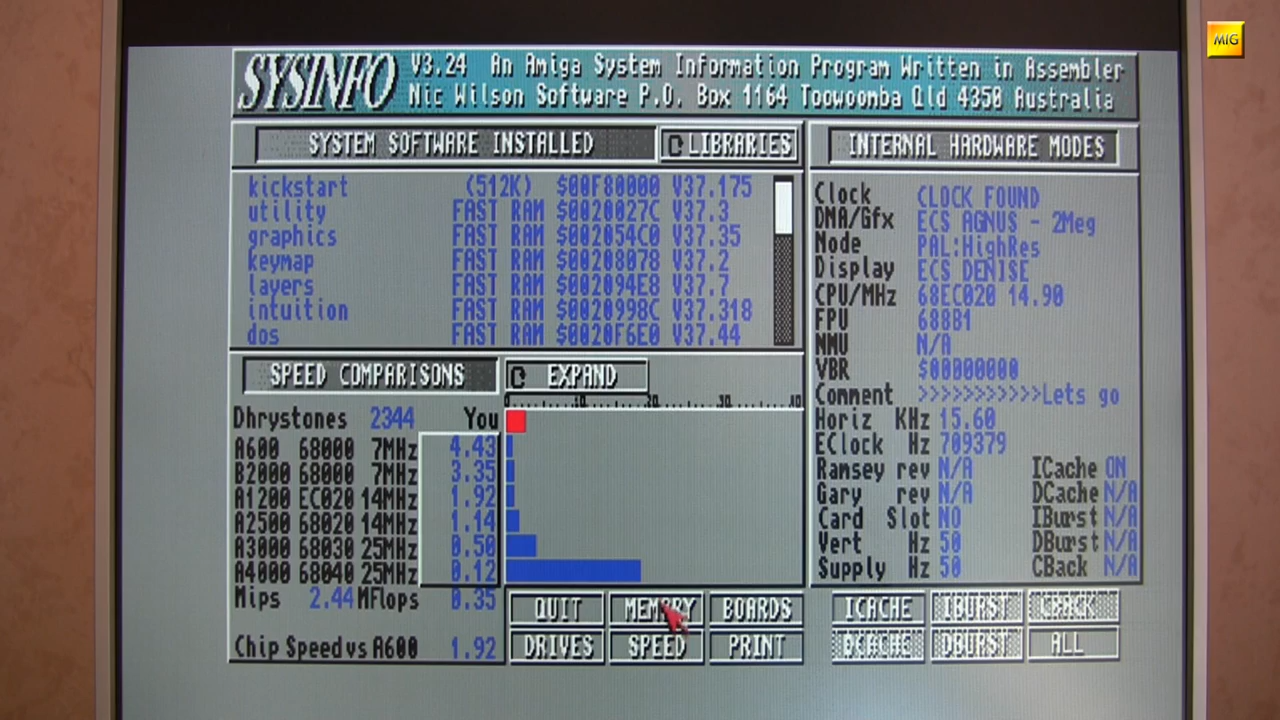 MIG
SYSINFO
V3.24 An Amiga System Information Program Written in Assembler
Nic Wilson Software P.O. Box 1164 Toowoomba Qld 4350 Australia
SYSTEM SOFTWARE INSTALLED LIBRARIES
kickstart (512K) $00F80000 V37.175
utility FAST RAM $0020027C V37.3
graphics FAST RAM $002054C0 V37.35
keymap FAST RAM $00208078 V37.2
layers FAST RAM $002094E8 V37.7
intuition FAST RAM $0020998C V37.318
dos FAST RAM $0020F6E0 V37.44
INTERNAL HARDWARE MODES
Clock CLOCK FOUND
DMA/Gfx ECS AGNUS - 2Meg
Mode PAL:HighRes
Display ECS DENISE
CPU/MHz 68EC020 14.90
FPU 68881
MMU N/A
VBR $00000000
Comment >>>>>>>>>>>Lets go
Horiz KHz 15.60
EClock Hz 709379
Ramsey rev N/A ICache ON
Gary rev N/A DCache N/A
Card Slot NO IBurst N/A
Vert Hz 50 DBurst N/A
Supply Hz 50 CBack N/A
SPEED COMPARISONS EXPAND
0 10 20 30 40
Dhrystones 2344 You
A600 68000 7MHz 4.43
B2000 68000 7MHz 3.35
A1200 EC020 14MHz 1.92
A2500 68020 14MHz 1.14
A3000 68030 25MHz 0.50
A4000 68040 25MHz 0.12
Mips 2.44 MFlops 0.35
Chip Speed vs A600 1.92
QUIT MEMORY BOARDS
DRIVES SPEED PRINT
ICACHE IBURST CBACK
DCACHE DBURST ALL